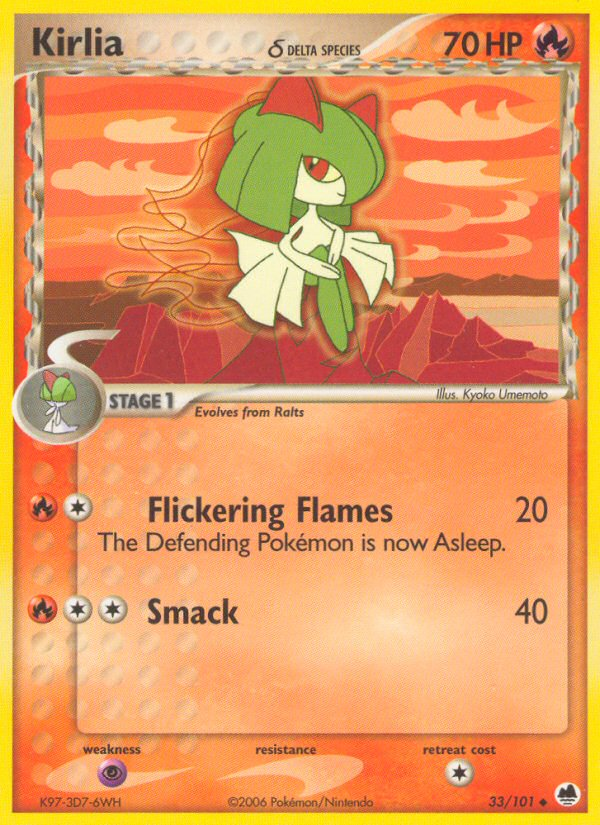 Kirlia δ DELTA SPECIES 70 HP
Illus. Kyoko Umemoto
STAGE 1
Evolves from Ralts
Flickering Flames 20
The Defending Pokémon is now Asleep.
Smack 40
weakness resistance retreat cost
K97-3D7-6WH ©2006 Pokémon/Nintendo 33/101 ◆